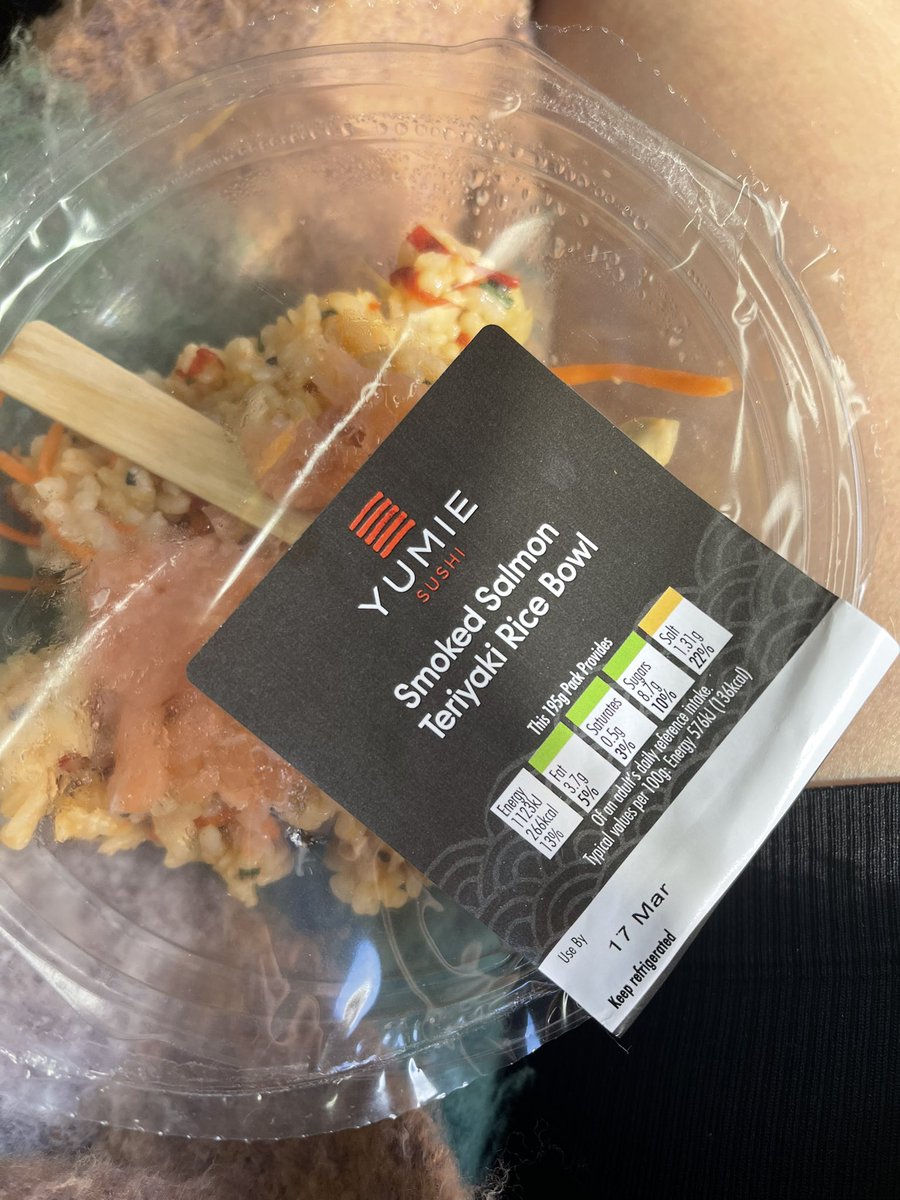 YUMIE
SUSHI
Smoked Salmon
Teriyaki Rice Bowl
This 195g Pack Provides
Energy
1123kJ
266kcal
13%
Fat
3.7g
5%
Saturates
0.5g
3%
Sugars
8.7g
10%
Salt
1.31g
22%
Of an adult's daily reference intake.
Typical values per 100g: Energy 576kJ (136kcal)
Use By
17 Mar
Keep refrigerated